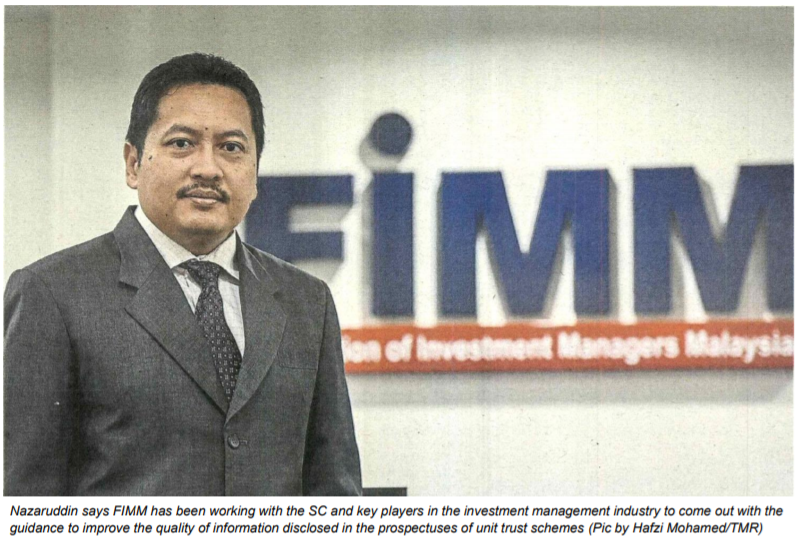 FiMM
ion of Investment Managers Malaysia
Nazaruddin says FIMM has been working with the SC and key players in the investment management industry to come out with the
guidance to improve the quality of information disclosed in the prospectuses of unit trust schemes (Pic by Hafzi Mohamed/TMR)